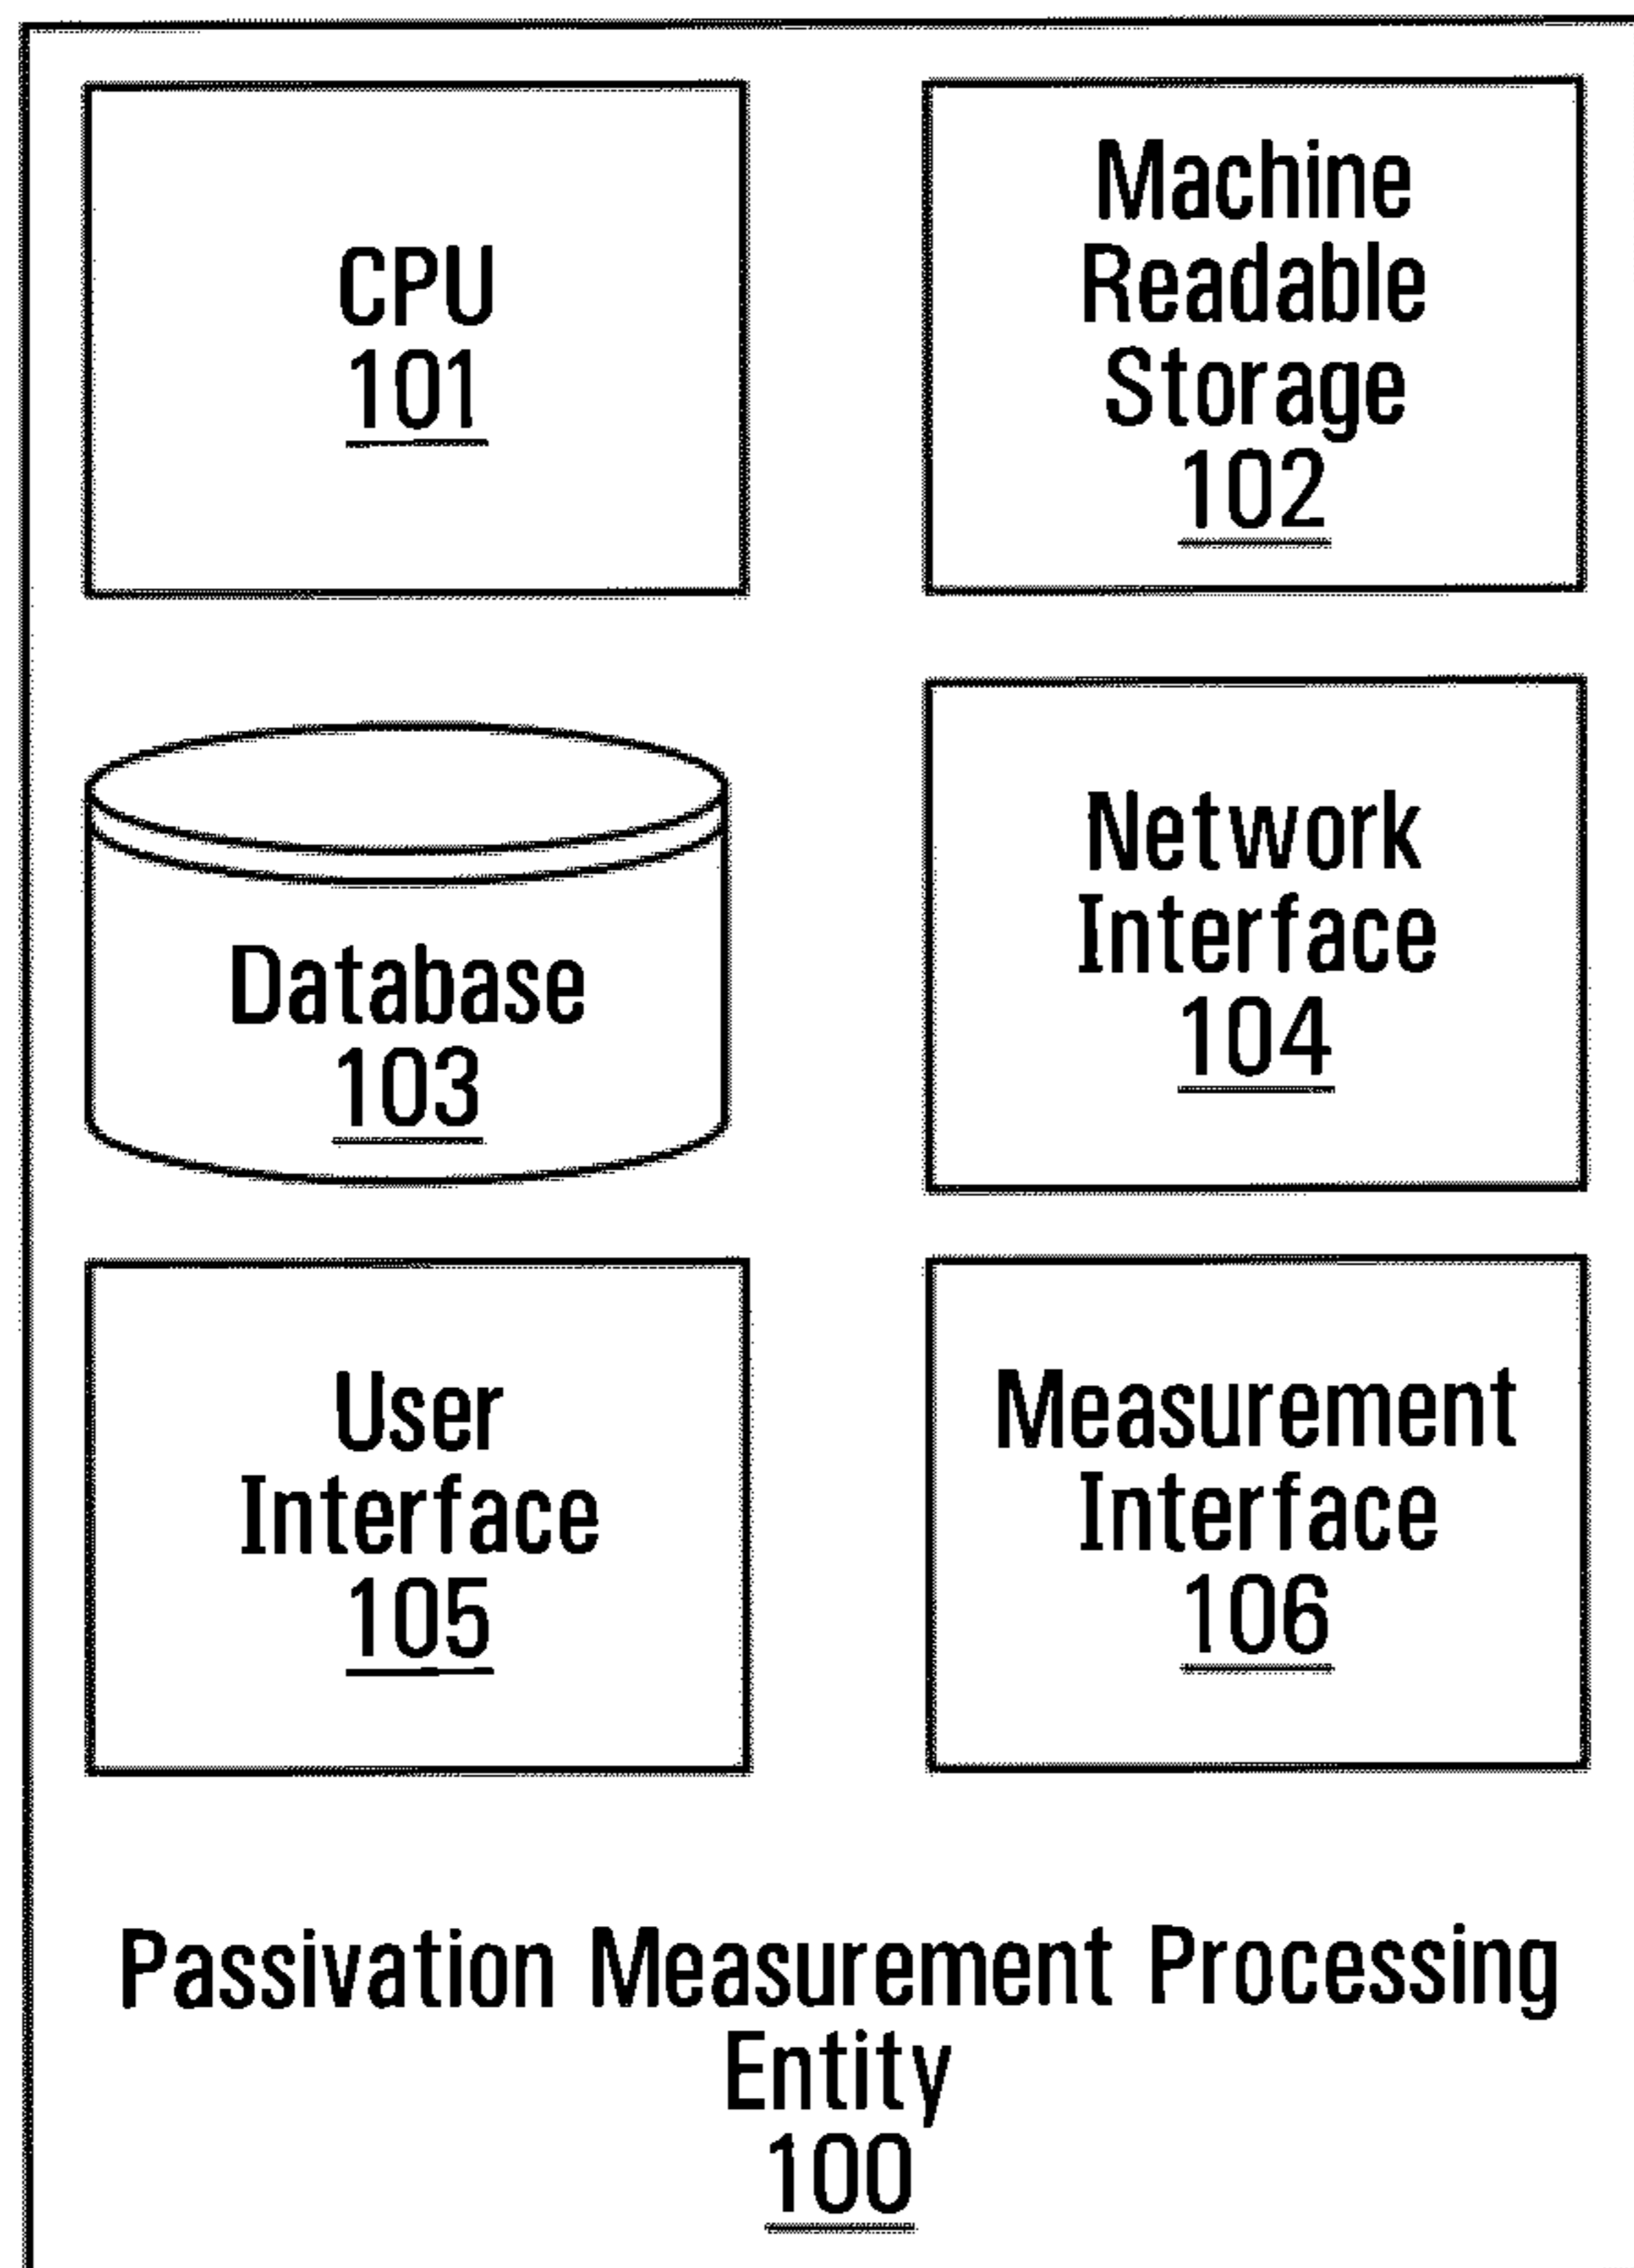 CPU
101
Machine
Readable
Storage
102
Database
103
Network
Interface
104
User
Interface
105
Measurement
Interface
106
Passivation Measurement Processing
Entity
100